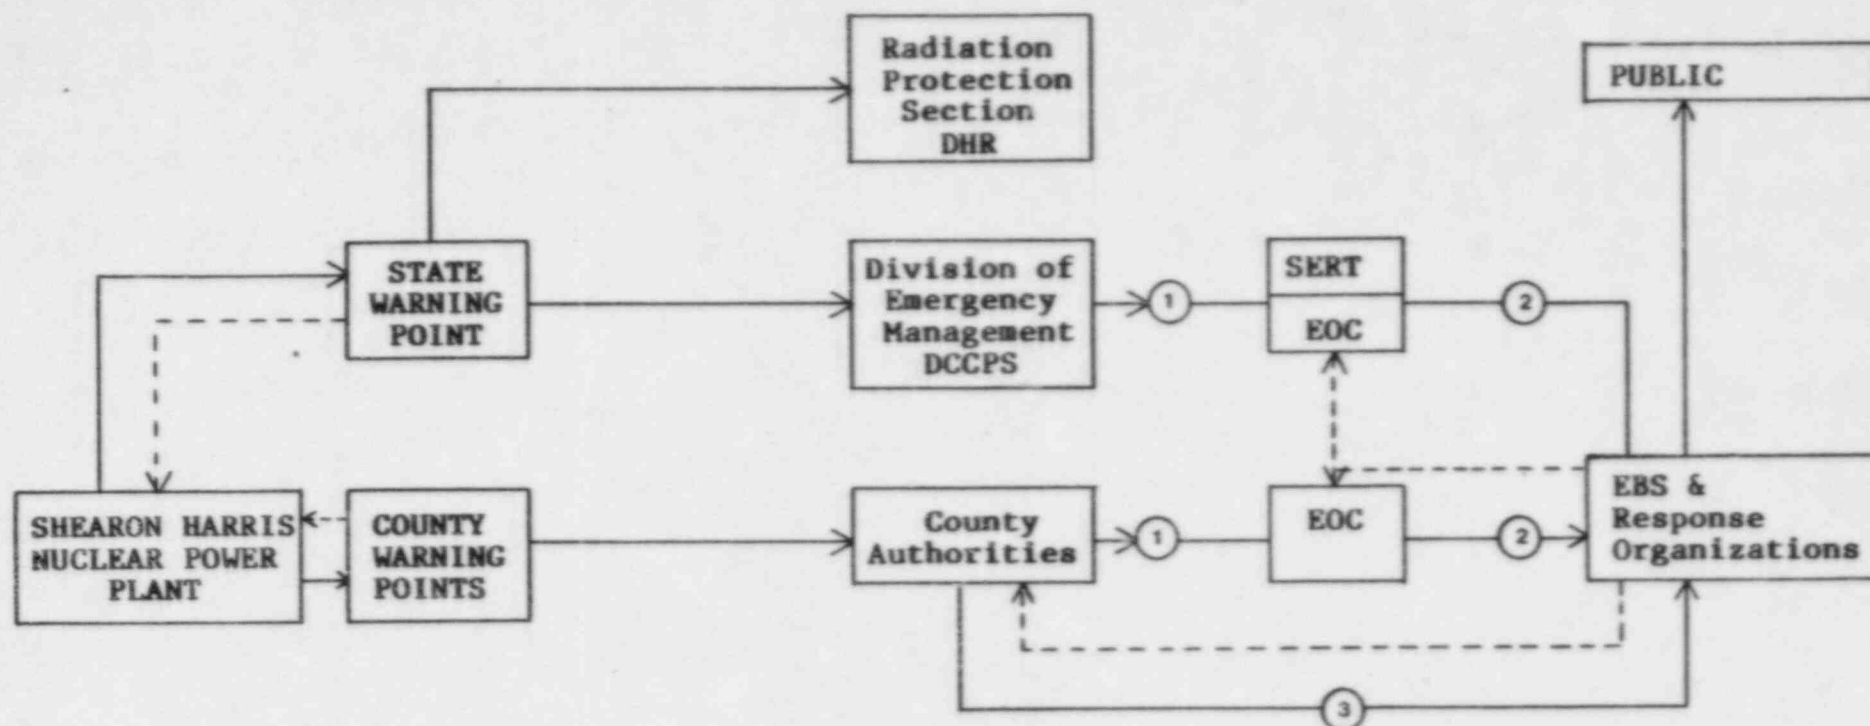 Radiation
Protection
Section
DHR
PUBLIC
STATE
WARNING
POINT
Division of
Emergency
Management
DCCPS
1
SERT
EOC
2
SHEARON HARRIS
NUCLEAR POWER
PLANT
COUNTY
WARNING
POINTS
County
Authorities
1
EOC
2
EBS &
Response
Organizations
3